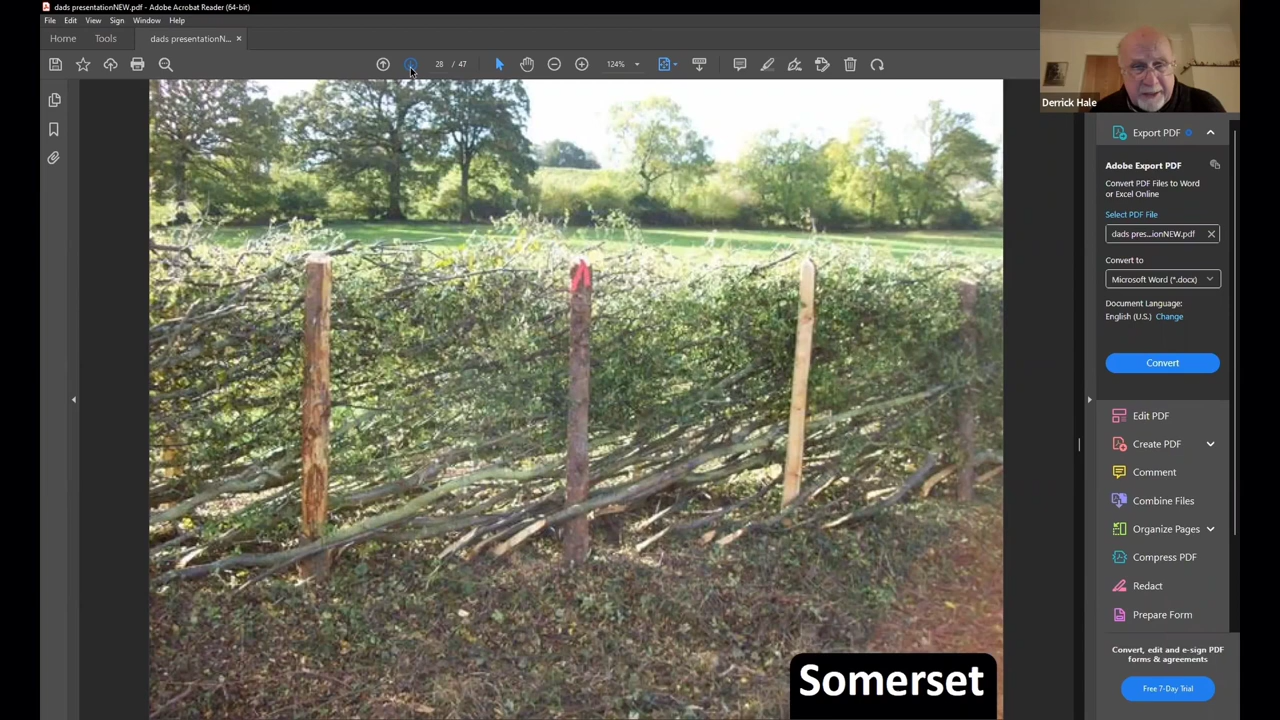 dads presentationNEW.pdf - Adobe Acrobat Reader (64-bit)
File Edit View Sign Window Help
Home Tools dads presentationN... ×
28 / 47 124%
Derrick Hale
Export PDF
Adobe Export PDF
Convert PDF Files to Word
or Excel Online
Select PDF File
dads pres...ionNEW.pdf
Convert to
Microsoft Word (*.docx)
Document Language:
English (U.S.) Change
Convert
Edit PDF
Create PDF
Comment
Combine Files
Organize Pages
Compress PDF
Redact
Prepare Form
Convert, edit and e-sign PDF
forms & agreements
Free 7-Day Trial
Somerset